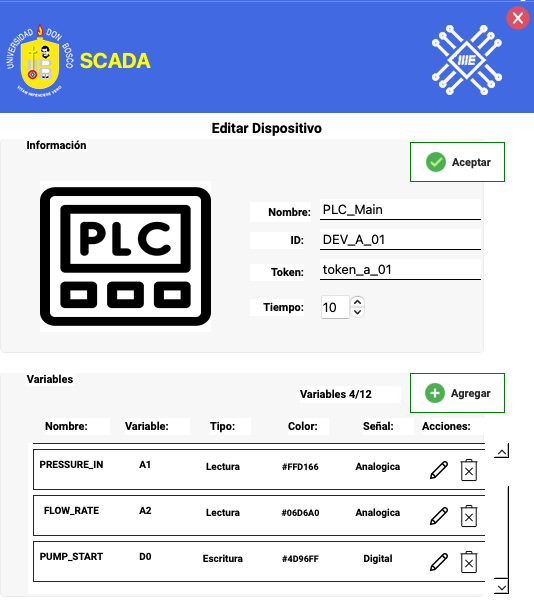 UNIVERSIDAD DON BOSCO
SCADA
IIIE
Editar Dispositivo
Información
Aceptar
PLC
Nombre: PLC_Main
ID: DEV_A_01
Token: token_a_01
Tiempo: 10
Variables
Variables 4/12
Agregar
Nombre: Variable: Tipo: Color: Señal: Acciones:
PRESSURE_IN A1 Lectura #FFD166 Analogica
FLOW_RATE A2 Lectura #06D6A0 Analogica
PUMP_START D0 Escritura #4D96FF Digital